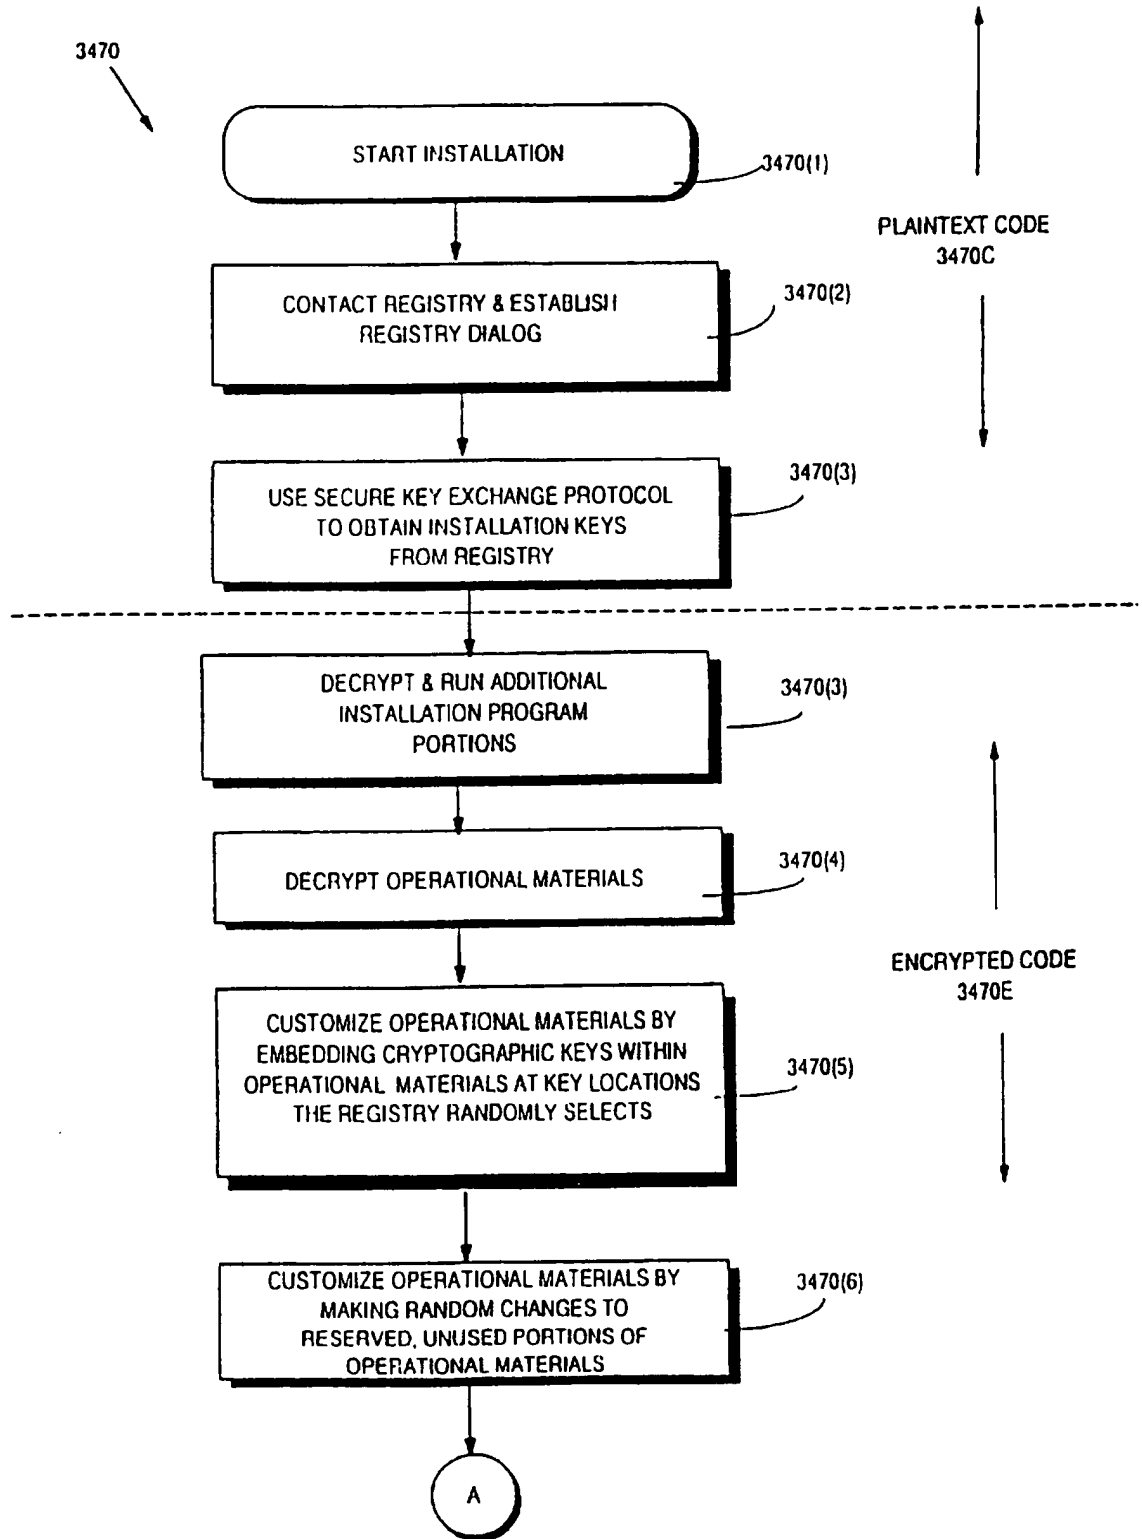 3470
START INSTALLATION
3470(1)
PLAINTEXT CODE
3470C
CONTACT REGISTRY & ESTABLISH
REGISTRY DIALOG
3470(2)
USE SECURE KEY EXCHANGE PROTOCOL
TO OBTAIN INSTALLATION KEYS
FROM REGISTRY
3470(3)
DECRYPT & RUN ADDITIONAL
INSTALLATION PROGRAM
PORTIONS
3470(3)
DECRYPT OPERATIONAL MATERIALS
3470(4)
ENCRYPTED CODE
3470E
CUSTOMIZE OPERATIONAL MATERIALS BY
EMBEDDING CRYPTOGRAPHIC KEYS WITHIN
OPERATIONAL MATERIALS AT KEY LOCATIONS
THE REGISTRY RANDOMLY SELECTS
3470(5)
CUSTOMIZE OPERATIONAL MATERIALS BY
MAKING RANDOM CHANGES TO
RESERVED, UNUSED PORTIONS OF
OPERATIONAL MATERIALS
3470(6)
A